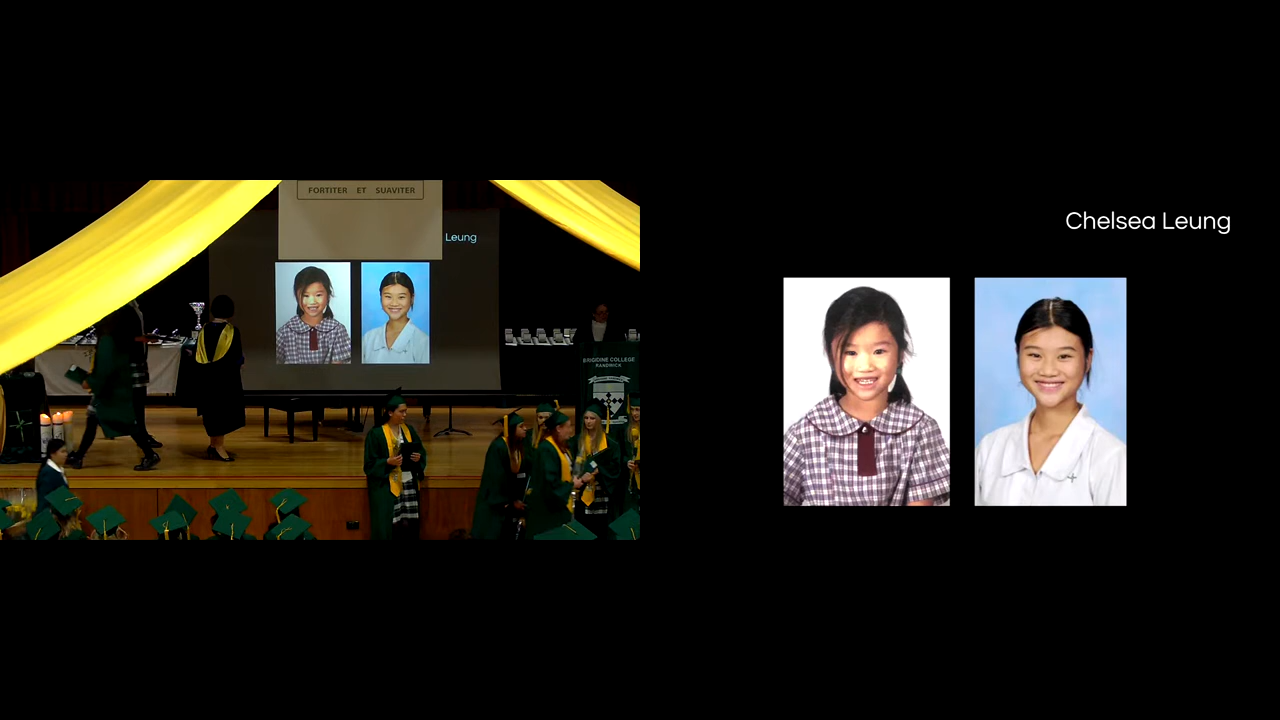 FORTITER ET SUAVITER
Leung
BRIGIDINE COLLEGE
RANDWICK
Chelsea Leung